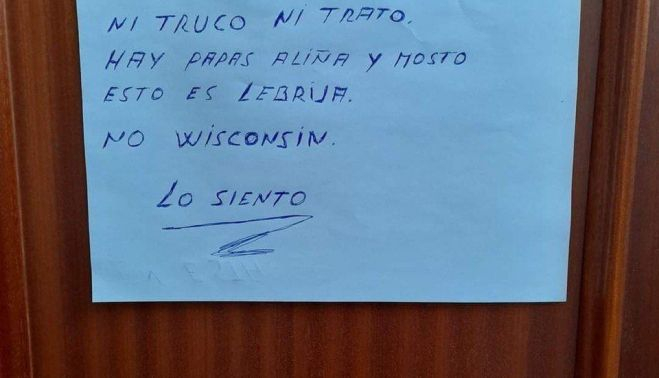 NI TRUCO NI TRATO.
HAY PAPAS ALIÑA Y MOSTO
ESTO ES LEBRIJA.
NO WISCONSIN.
LO SIENTO